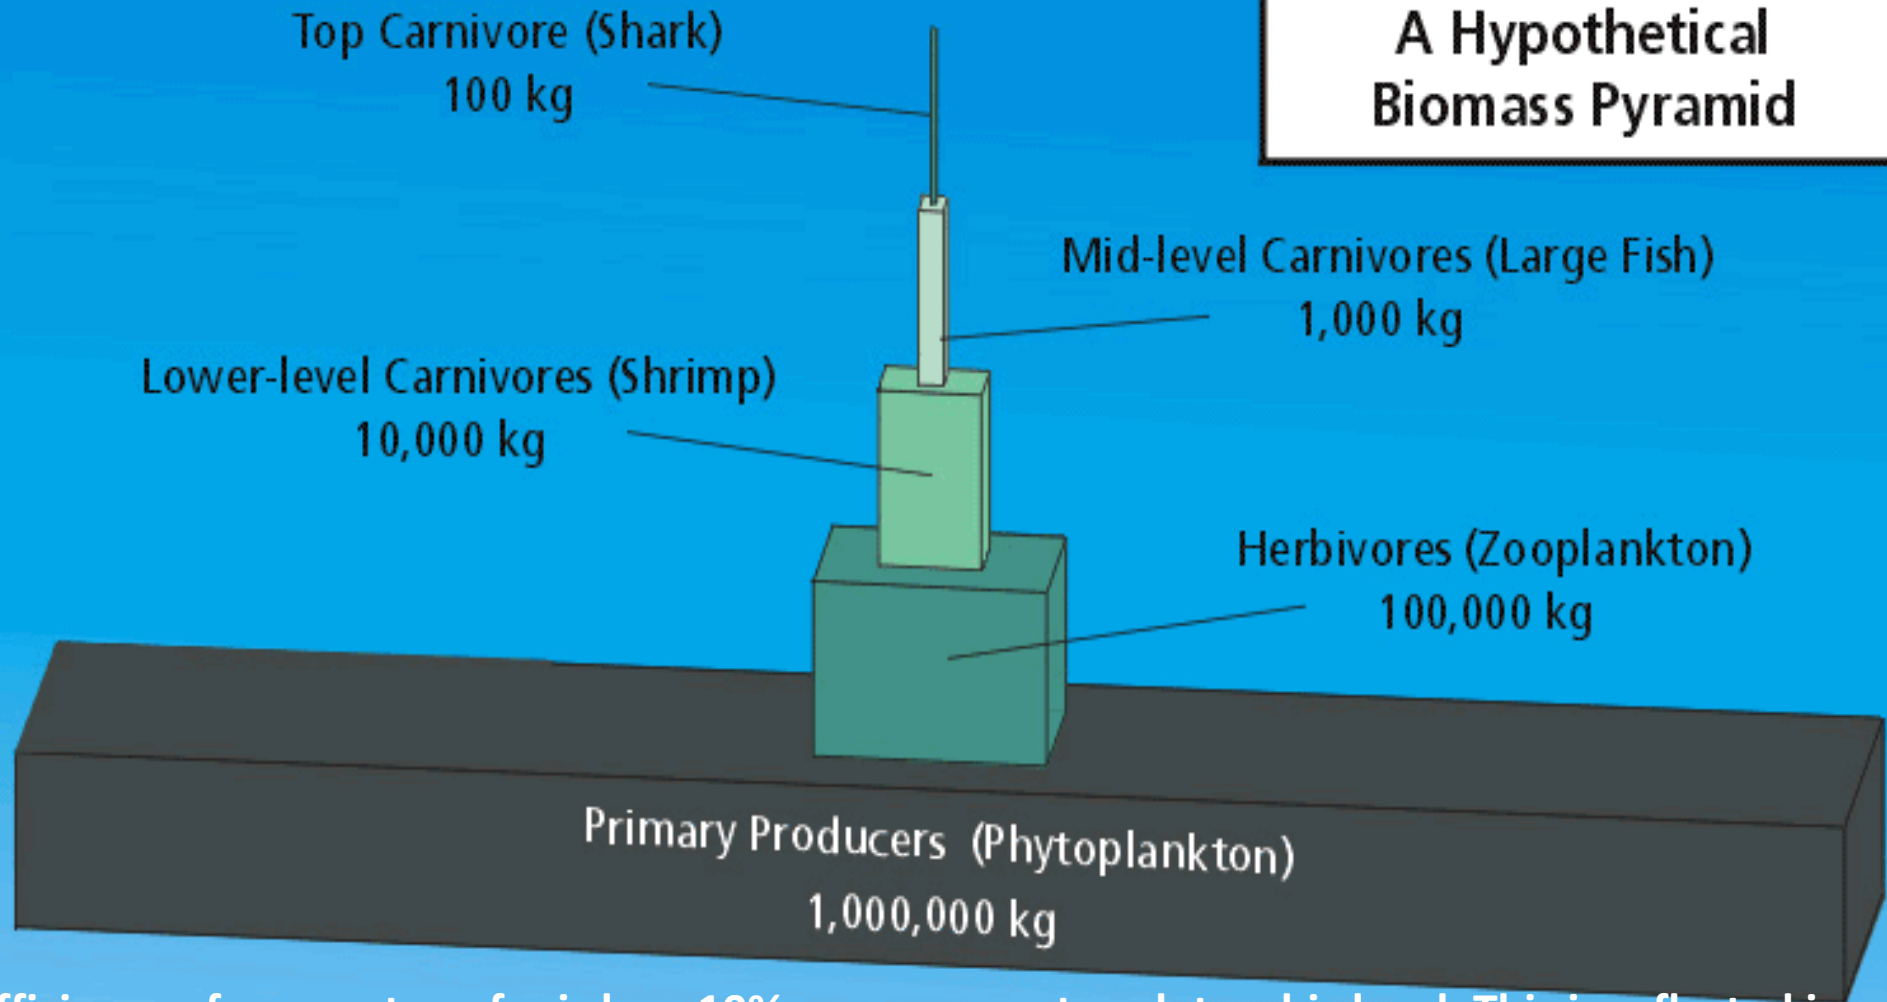 Top Carnivore (Shark)
100 kg
A Hypothetical
Biomass Pyramid
Mid-level Carnivores (Large Fish)
1,000 kg
Lower-level Carnivores (Shrimp)
10,000 kg
Herbivores (Zooplankton)
100,000 kg
Primary Producers (Phytoplankton)
1,000,000 kg